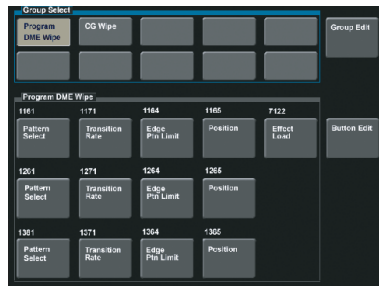 Group Select
Program DME Wipe
CG Wipe
Group Edit
Program DME Wipe
1161 1171 1164 1165 7122
Pattern Select
Transition Rate
Edge Ptn Limit
Position
Effect Load
Button Edit
1261 1271 1264 1265
Pattern Select
Transition Rate
Edge Ptn Limit
Position
1361 1371 1364 1365
Pattern Select
Transition Rate
Edge Ptn Limit
Position